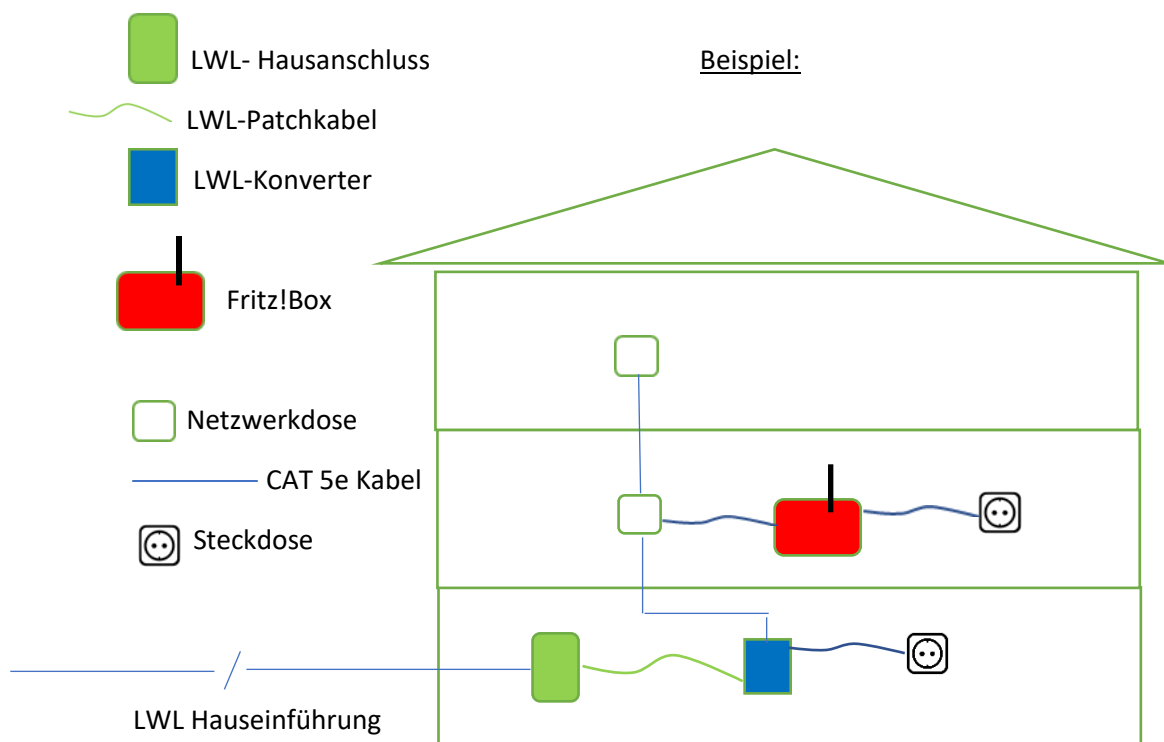 LWL- Hausanschluss
Beispiel:
LWL-Patchkabel
LWL-Konverter
Fritz!Box
Netzwerkdose
CAT 5e Kabel
Steckdose
LWL Hauseinführung